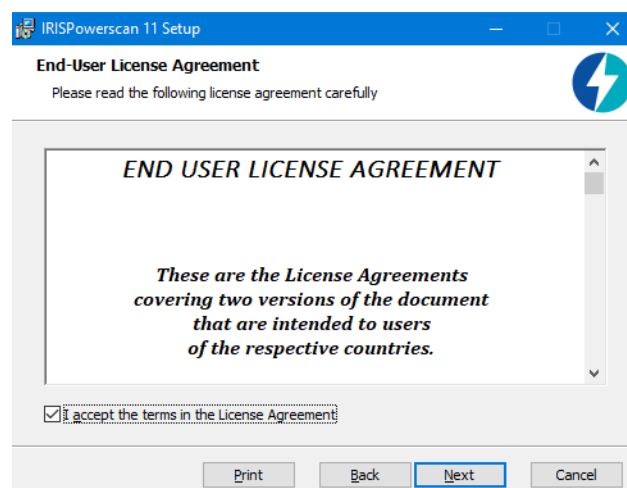 IRISPowerscan 11 Setup
End-User License Agreement
Please read the following license agreement carefully
END USER LICENSE AGREEMENT
These are the License Agreements
covering two versions of the document
that are intended to users
of the respective countries.
I accept the terms in the License Agreement
Print Back Next Cancel